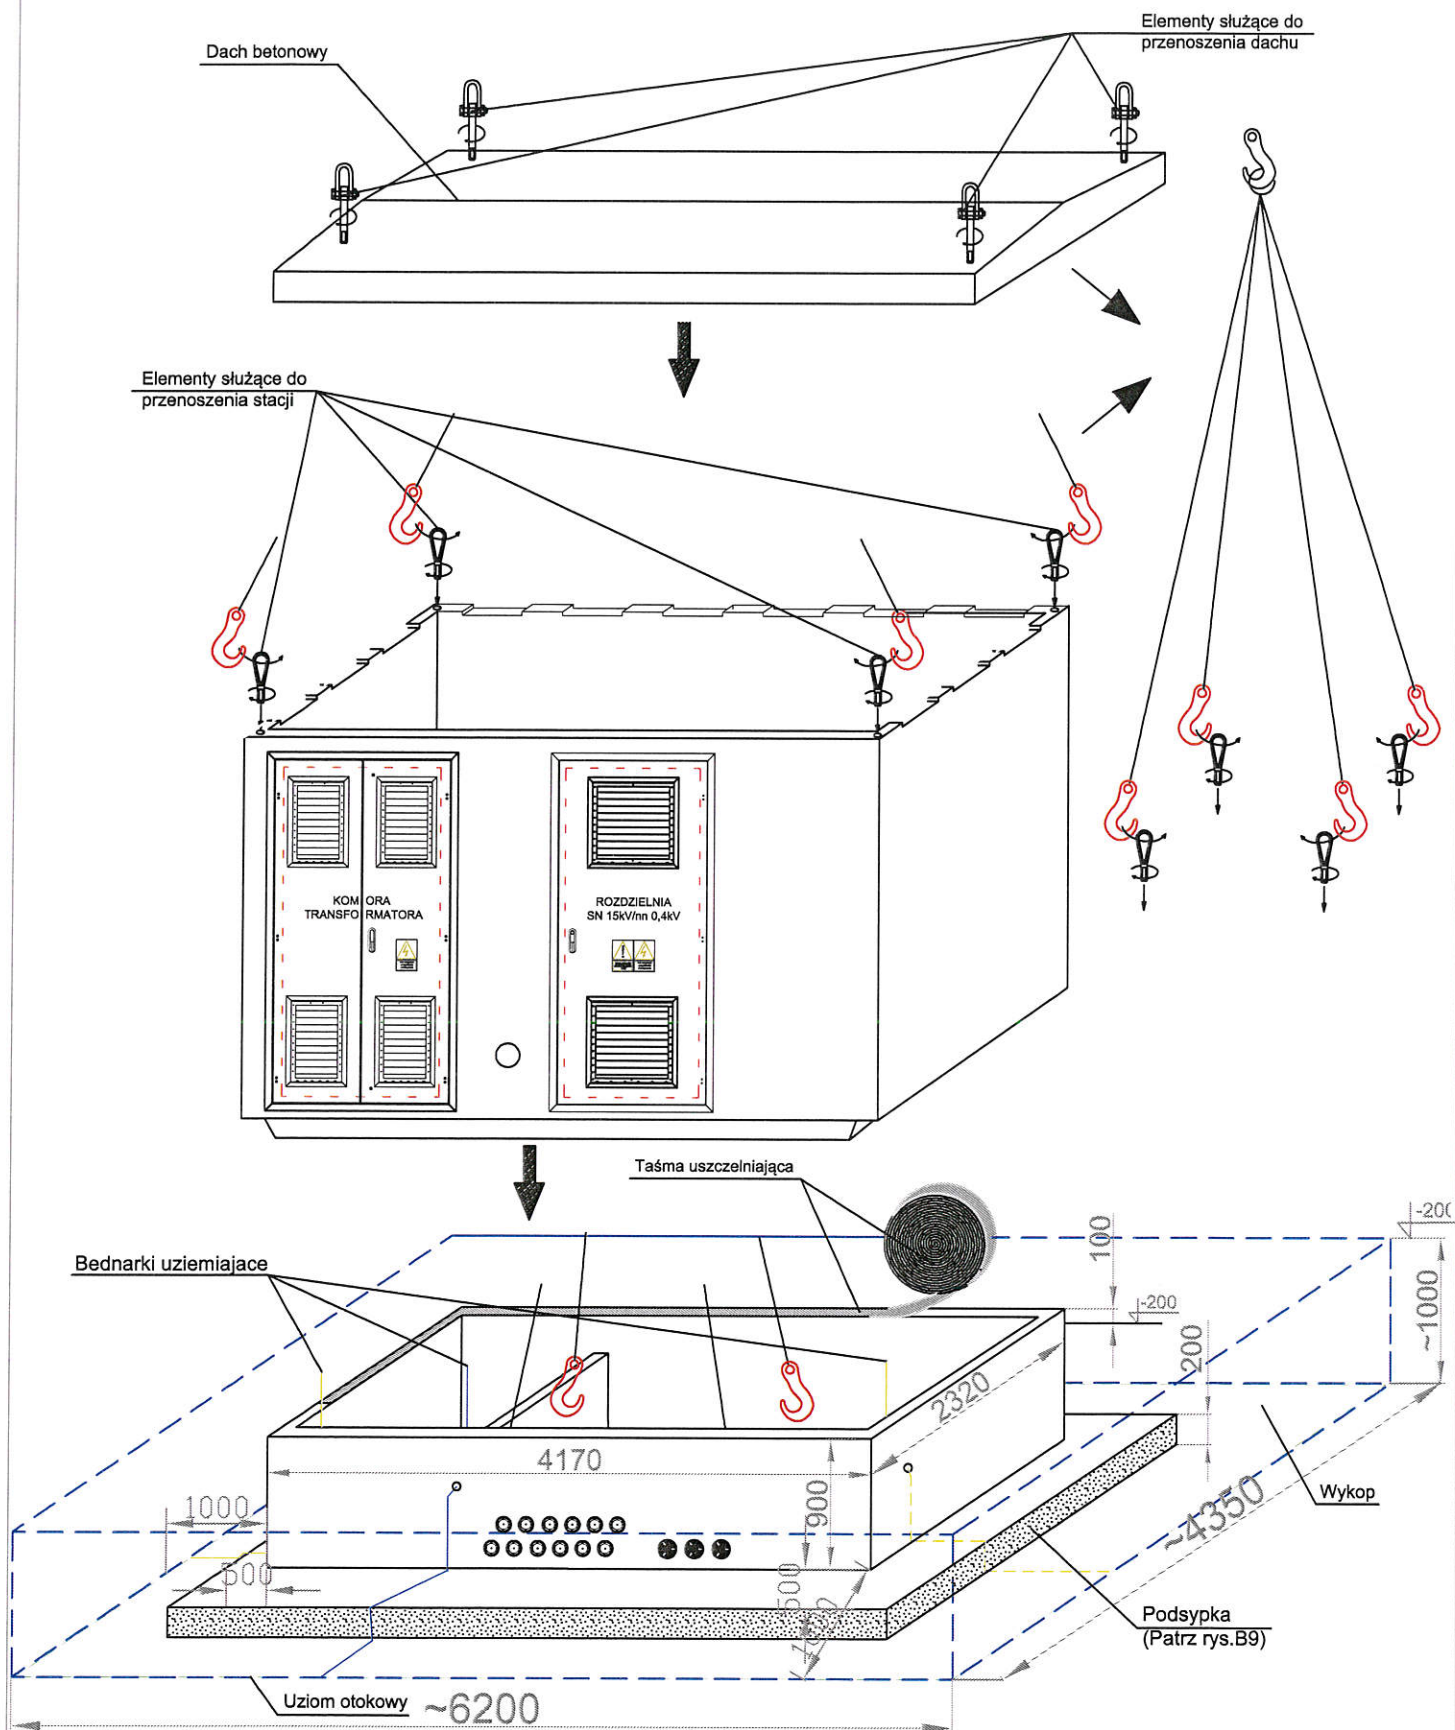 Elementy służące do
przenoszenia dachu
Dach betonowy
Elementy służące do
przenoszenia stacji
KOMORA
TRANSFORMATORA
ROZDZIELNIA
SN 15kV/nn 0,4kV
Taśma uszczelniająca
Bednarki uziemiajace
100
-200
-200
~1000
200
2320
4170
900
1000
500
500
~4350
Wykop
Podsypka
(Patrz rys.B9)
Uziom otokowy
~6200